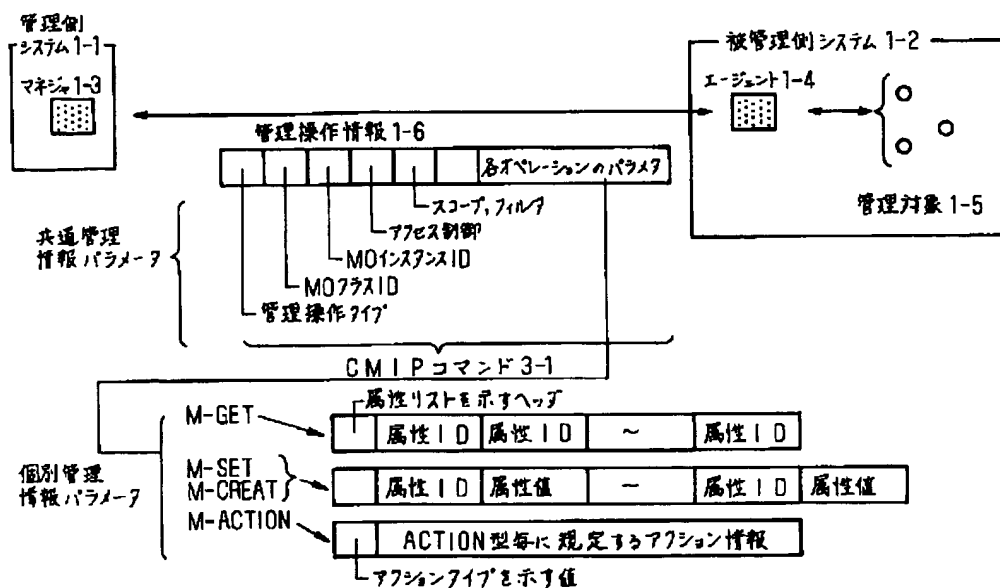 管理側
システム1-1
マネジャ1-3
被管理側システム1-2
エージェント1-4
管理対象1-5
管理操作情報1-6
各オペレーションのパラメタ
スコープ,フィルタ
アクセス制御
MOインスタンスID
MOクラスID
管理操作タイプ
共通管理
情報パラメータ
CMIPコマンド3-1
属性リストを示すヘッダ
M-GET
属性ID 属性ID ~ 属性ID
個別管理
情報パラメータ
M-SET
M-CREAT
属性ID 属性値 ~ 属性ID 属性値
M-ACTION
ACTION型毎に規定するアクション情報
アクションタイプを示す値